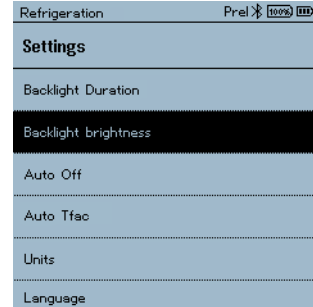 Refrigeration Prel 100%
Settings
Backlight Duration
Backlight brightness
Auto Off
Auto Tfac
Units
Language